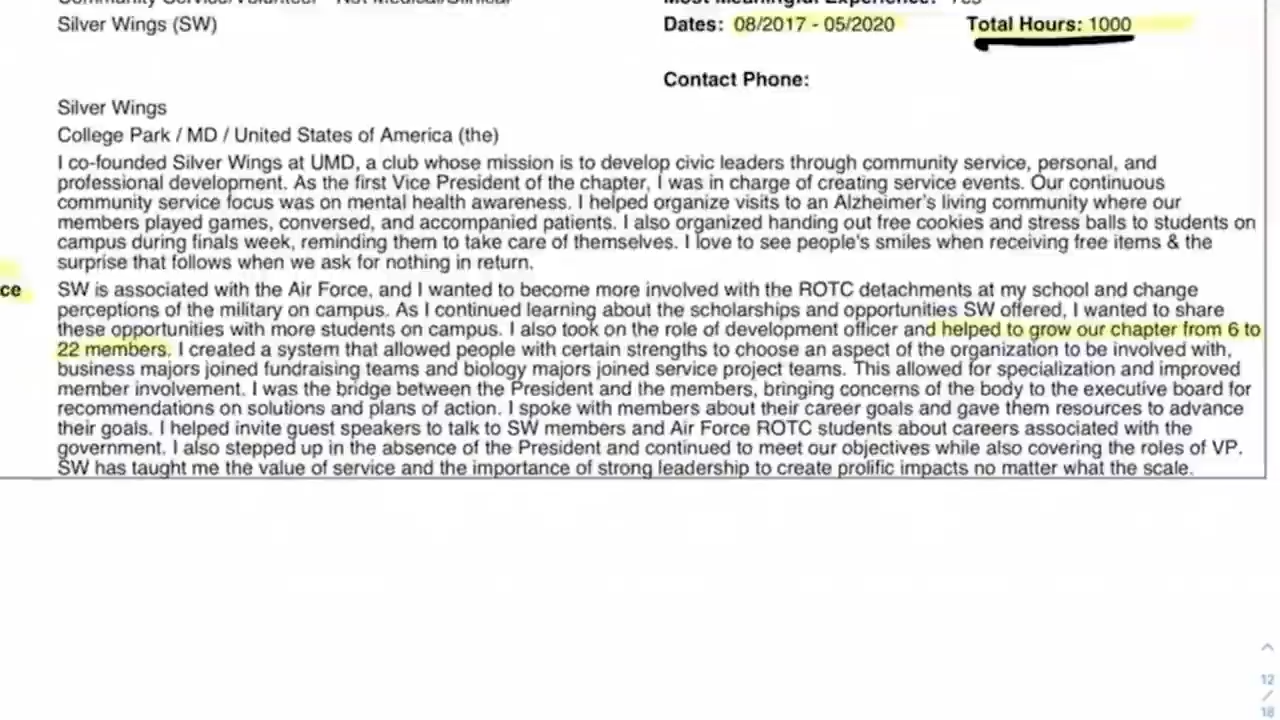 Community Service/Volunteer - Not Medical/Clinical
Most Meaningful Experience: Yes
Silver Wings (SW)
Dates: 08/2017 - 05/2020
Total Hours: 1000
Contact Phone:
Silver Wings
College Park / MD / United States of America (the)
I co-founded Silver Wings at UMD, a club whose mission is to develop civic leaders through community service, personal, and
professional development. As the first Vice President of the chapter, I was in charge of creating service events. Our continuous
community service focus was on mental health awareness. I helped organize visits to an Alzheimer's living community where our
members played games, conversed, and accompanied patients. I also organized handing out free cookies and stress balls to students on
campus during finals week, reminding them to take care of themselves. I love to see people's smiles when receiving free items & the
surprise that follows when we ask for nothing in return.
ce
SW is associated with the Air Force, and I wanted to become more involved with the ROTC detachments at my school and change
perceptions of the military on campus. As I continued learning about the scholarships and opportunities SW offered, I wanted to share
these opportunities with more students on campus. I also took on the role of development officer and helped to grow our chapter from 6 to
22 members. I created a system that allowed people with certain strengths to choose an aspect of the organization to be involved with,
business majors joined fundraising teams and biology majors joined service project teams. This allowed for specialization and improved
member involvement. I was the bridge between the President and the members, bringing concerns of the body to the executive board for
recommendations on solutions and plans of action. I spoke with members about their career goals and gave them resources to advance
their goals. I helped invite guest speakers to talk to SW members and Air Force ROTC students about careers associated with the
government. I also stepped up in the absence of the President and continued to meet our objectives while also covering the roles of VP.
SW has taught me the value of service and the importance of strong leadership to create prolific impacts no matter what the scale.
12
/
18